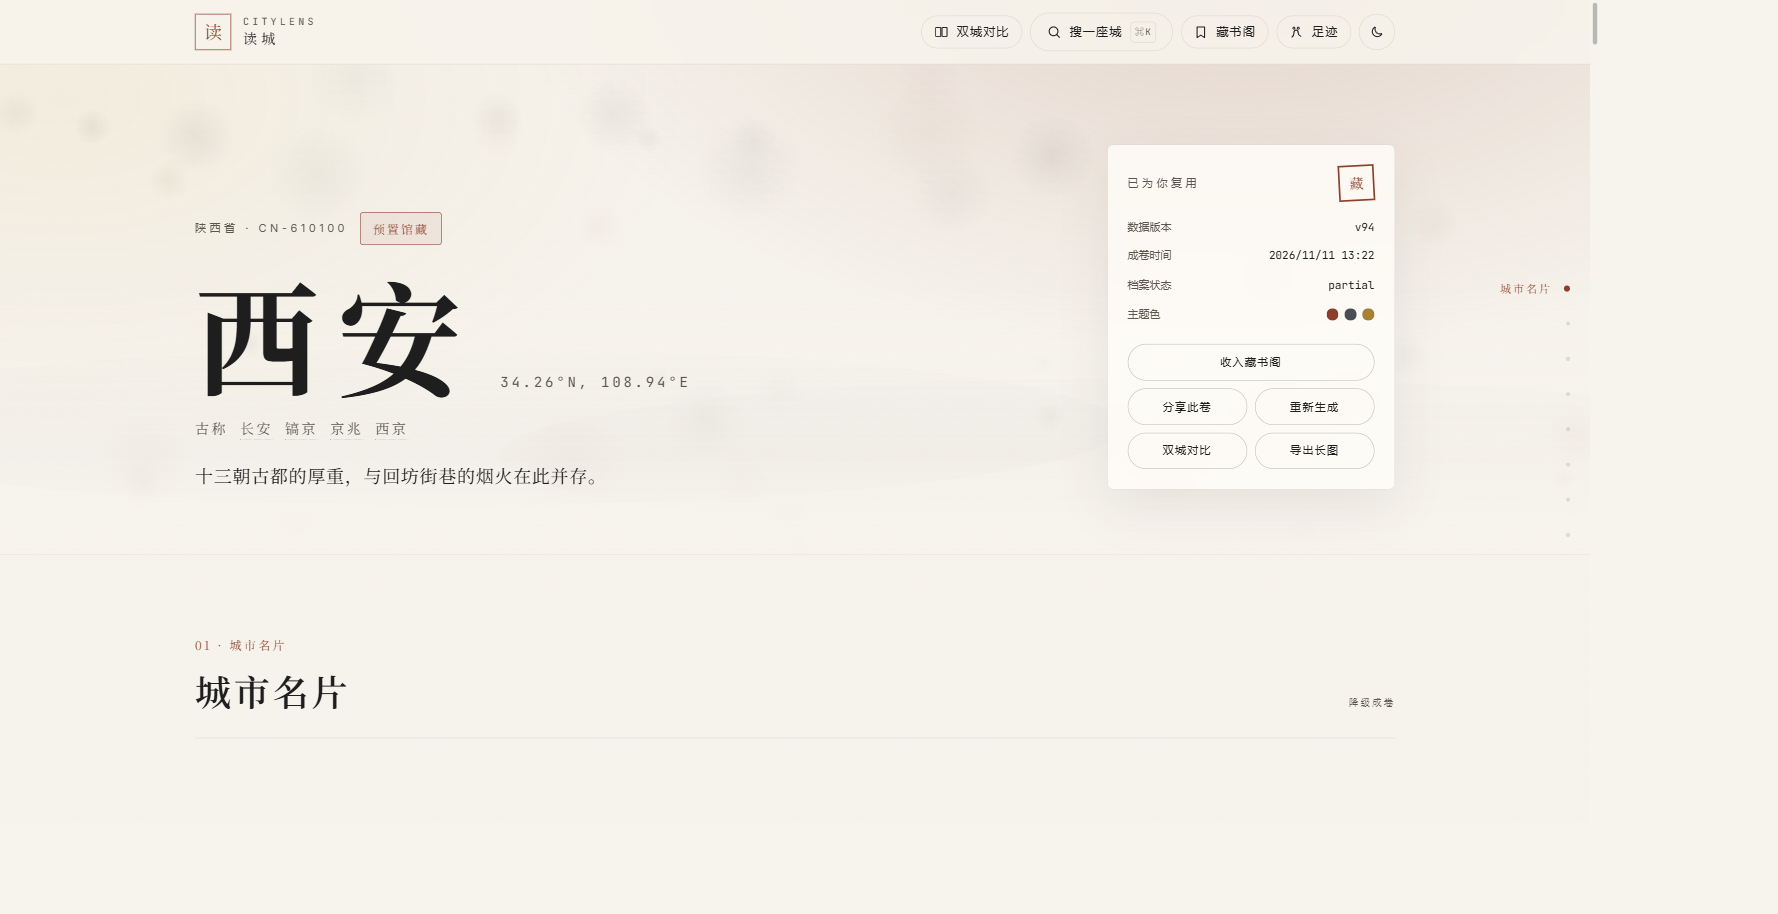 读
CITYLENS
读城
双城对比
搜一座城 ⌘K
藏书阁
足迹
陕西省 · CN-610100 预置馆藏
西安
34.26°N, 108.94°E
古称 长安 镐京 京兆 西京
十三朝古都的厚重，与回坊街巷的烟火在此并存。
已为你复用 藏
数据版本 v94
成卷时间 2026/11/11 13:22
档案状态 partial
主题色
收入藏书阁
分享此卷 重新生成
双城对比 导出长图
城市名片
01 · 城市名片
城市名片
降级成卷